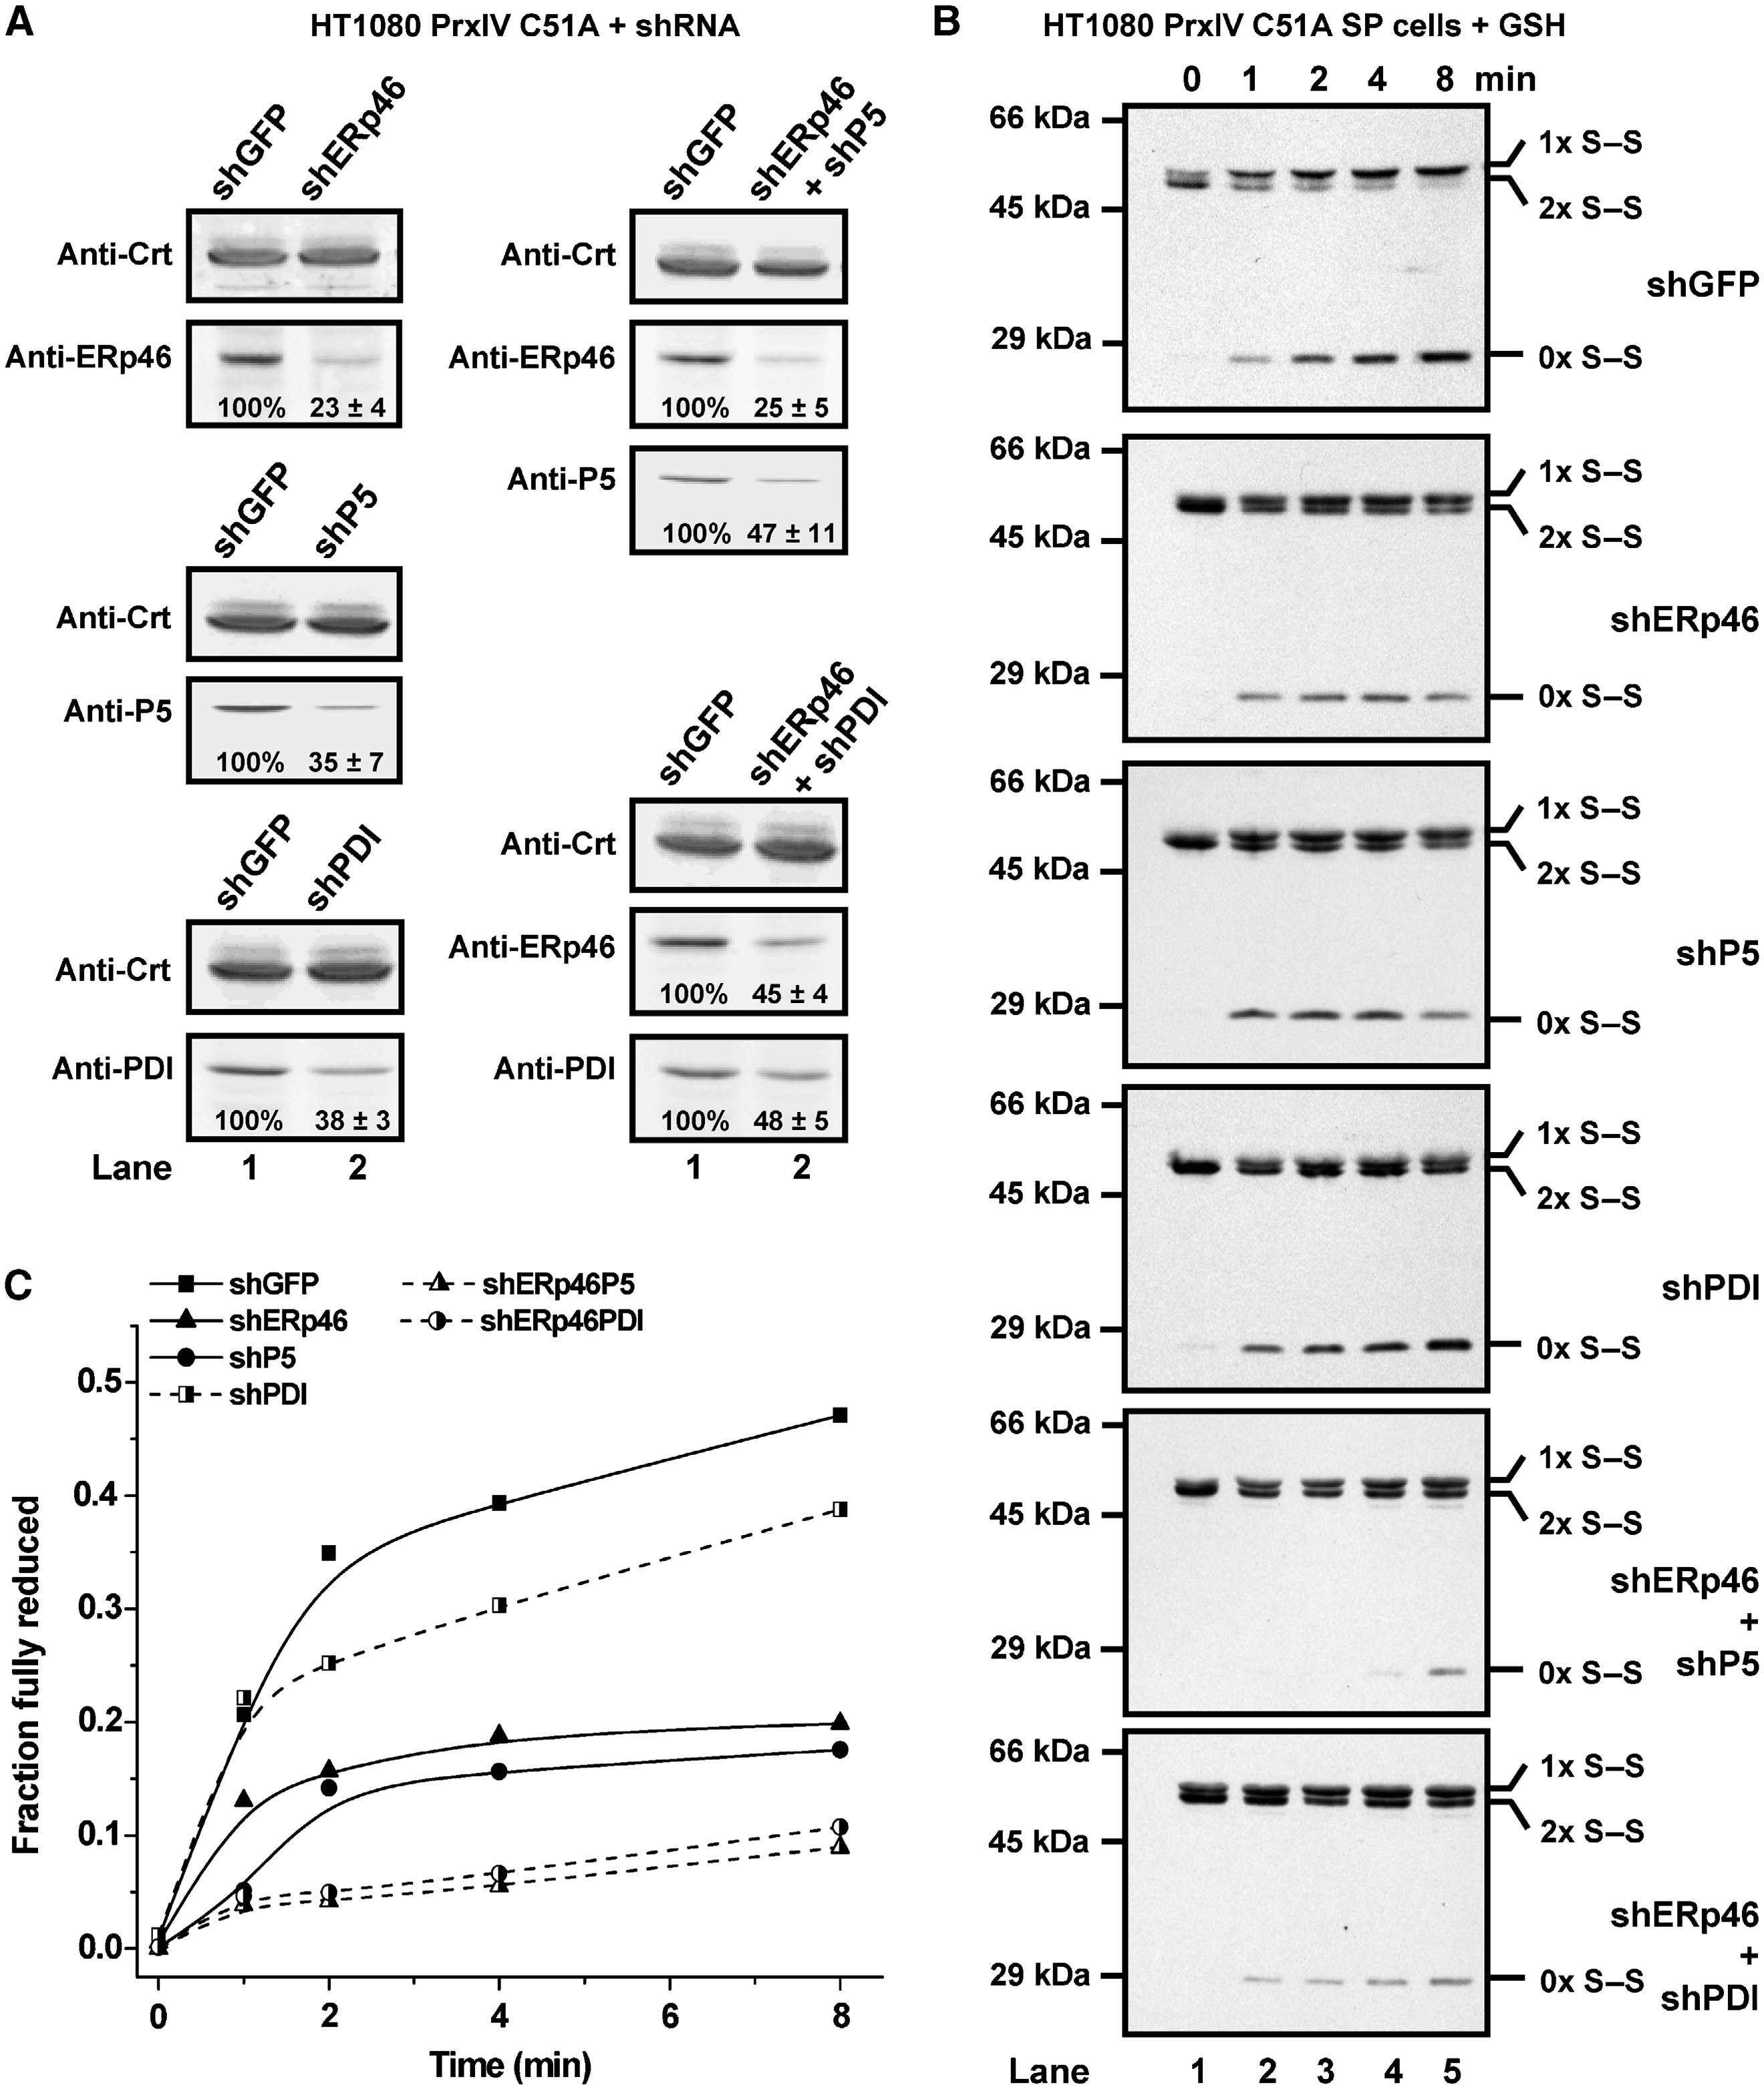 A
HT1080 PrxIV C51A + shRNA
shGFP
shERp46
Anti-Crt
Anti-ERp46
100%
23 ± 4
shGFP
shP5
Anti-Crt
Anti-P5
100%
35 ± 7
shGFP
shPDI
Anti-Crt
Anti-PDI
100%
38 ± 3
Lane
1
2
shGFP
shERp46
+ shP5
Anti-Crt
Anti-ERp46
100%
25 ± 5
Anti-P5
100%
47 ± 11
shGFP
shERp46
+ shPDI
Anti-Crt
Anti-ERp46
100%
45 ± 4
Anti-PDI
100%
48 ± 5
1
2
B
HT1080 PrxIV C51A SP cells + GSH
0 1 2 4 8 min
66 kDa
45 kDa
29 kDa
1x S–S
2x S–S
0x S–S
shGFP
66 kDa
45 kDa
29 kDa
1x S–S
2x S–S
0x S–S
shERp46
66 kDa
45 kDa
29 kDa
1x S–S
2x S–S
0x S–S
shP5
66 kDa
45 kDa
29 kDa
1x S–S
2x S–S
0x S–S
shPDI
66 kDa
45 kDa
29 kDa
1x S–S
2x S–S
0x S–S
shERp46
+
shP5
66 kDa
45 kDa
29 kDa
1x S–S
2x S–S
0x S–S
shERp46
+
shPDI
Lane 1 2 3 4 5
C
shGFP
shERp46
shP5
shPDI
shERp46P5
shERp46PDI
Fraction fully reduced
0.5
0.4
0.3
0.2
0.1
0.0
0 2 4 6 8
Time (min)